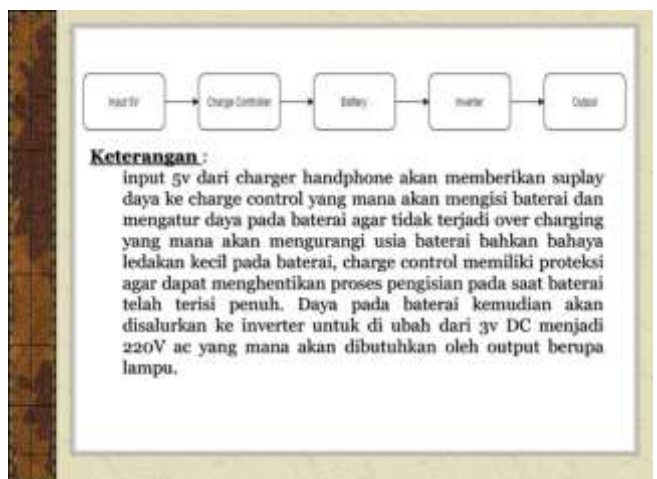 Input 5V
Charge Controller
Battery
Inverter
Output
Keterangan :
input 5v dari charger handphone akan memberikan suplay
daya ke charge control yang mana akan mengisi baterai dan
mengatur daya pada baterai agar tidak terjadi over charging
yang mana akan mengurangi usia baterai bahkan bahaya
ledakan kecil pada baterai, charge control memiliki proteksi
agar dapat menghentikan proses pengisian pada saat baterai
telah terisi penuh. Daya pada baterai kemudian akan
disalurkan ke inverter untuk di ubah dari 3v DC menjadi
220V ac yang mana akan dibutuhkan oleh output berupa
lampu.